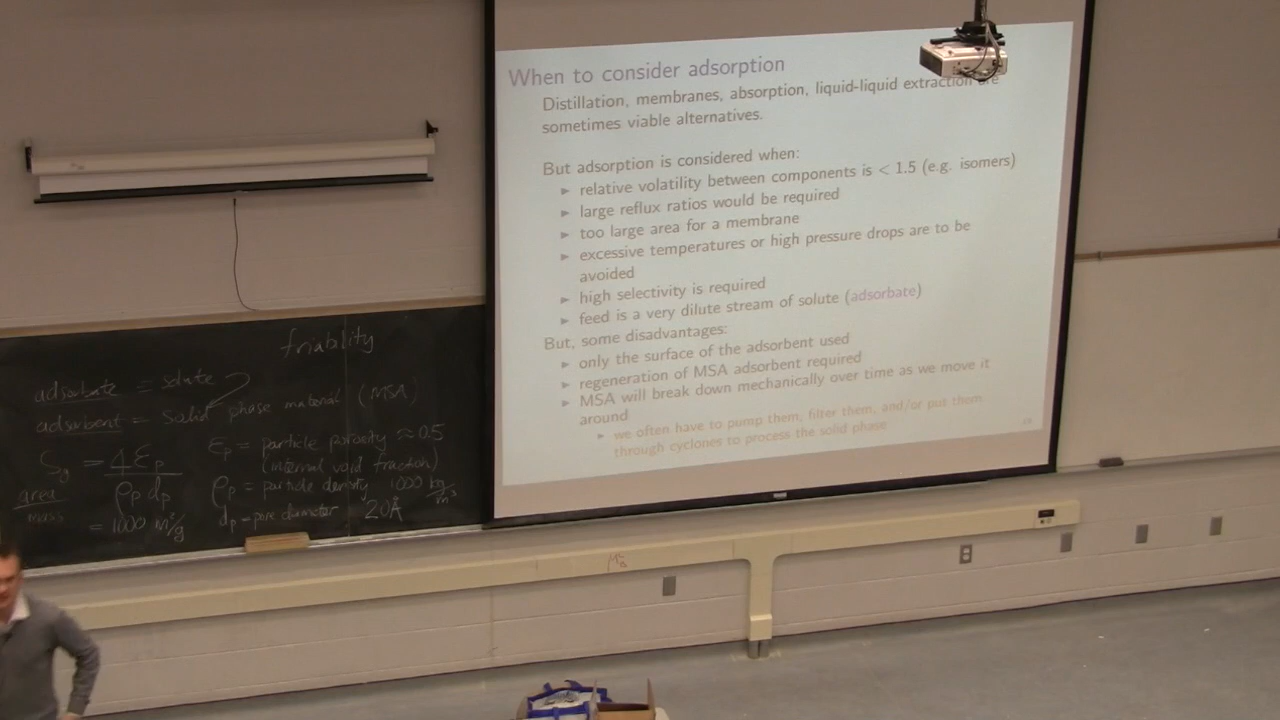 When to consider adsorption
Distillation, membranes, absorption, liquid-liquid extraction are
sometimes viable alternatives.
But adsorption is considered when:
► relative volatility between components is < 1.5 (e.g. isomers)
► large reflux ratios would be required
► too large area for a membrane
► excessive temperatures or high pressure drops are to be
avoided
► high selectivity is required
► feed is a very dilute stream of solute (adsorbate)
But, some disadvantages:
► only the surface of the adsorbent used
► regeneration of MSA adsorbent required
► MSA will break down mechanically over time as we move it
around
► we often have to pump them, filter them, and/or put them
through cyclones to process the solid phase
friability
adsorbate = solute
adsorbent = solid phase material (MSA)
Sg = 4εp / ρp dp
area / mass
= 1000 m²/g
εp = particle porosity ≈ 0.5
(internal void fraction)
ρp = particle density 1000 kg/m³
dp = pore diameter 20Å